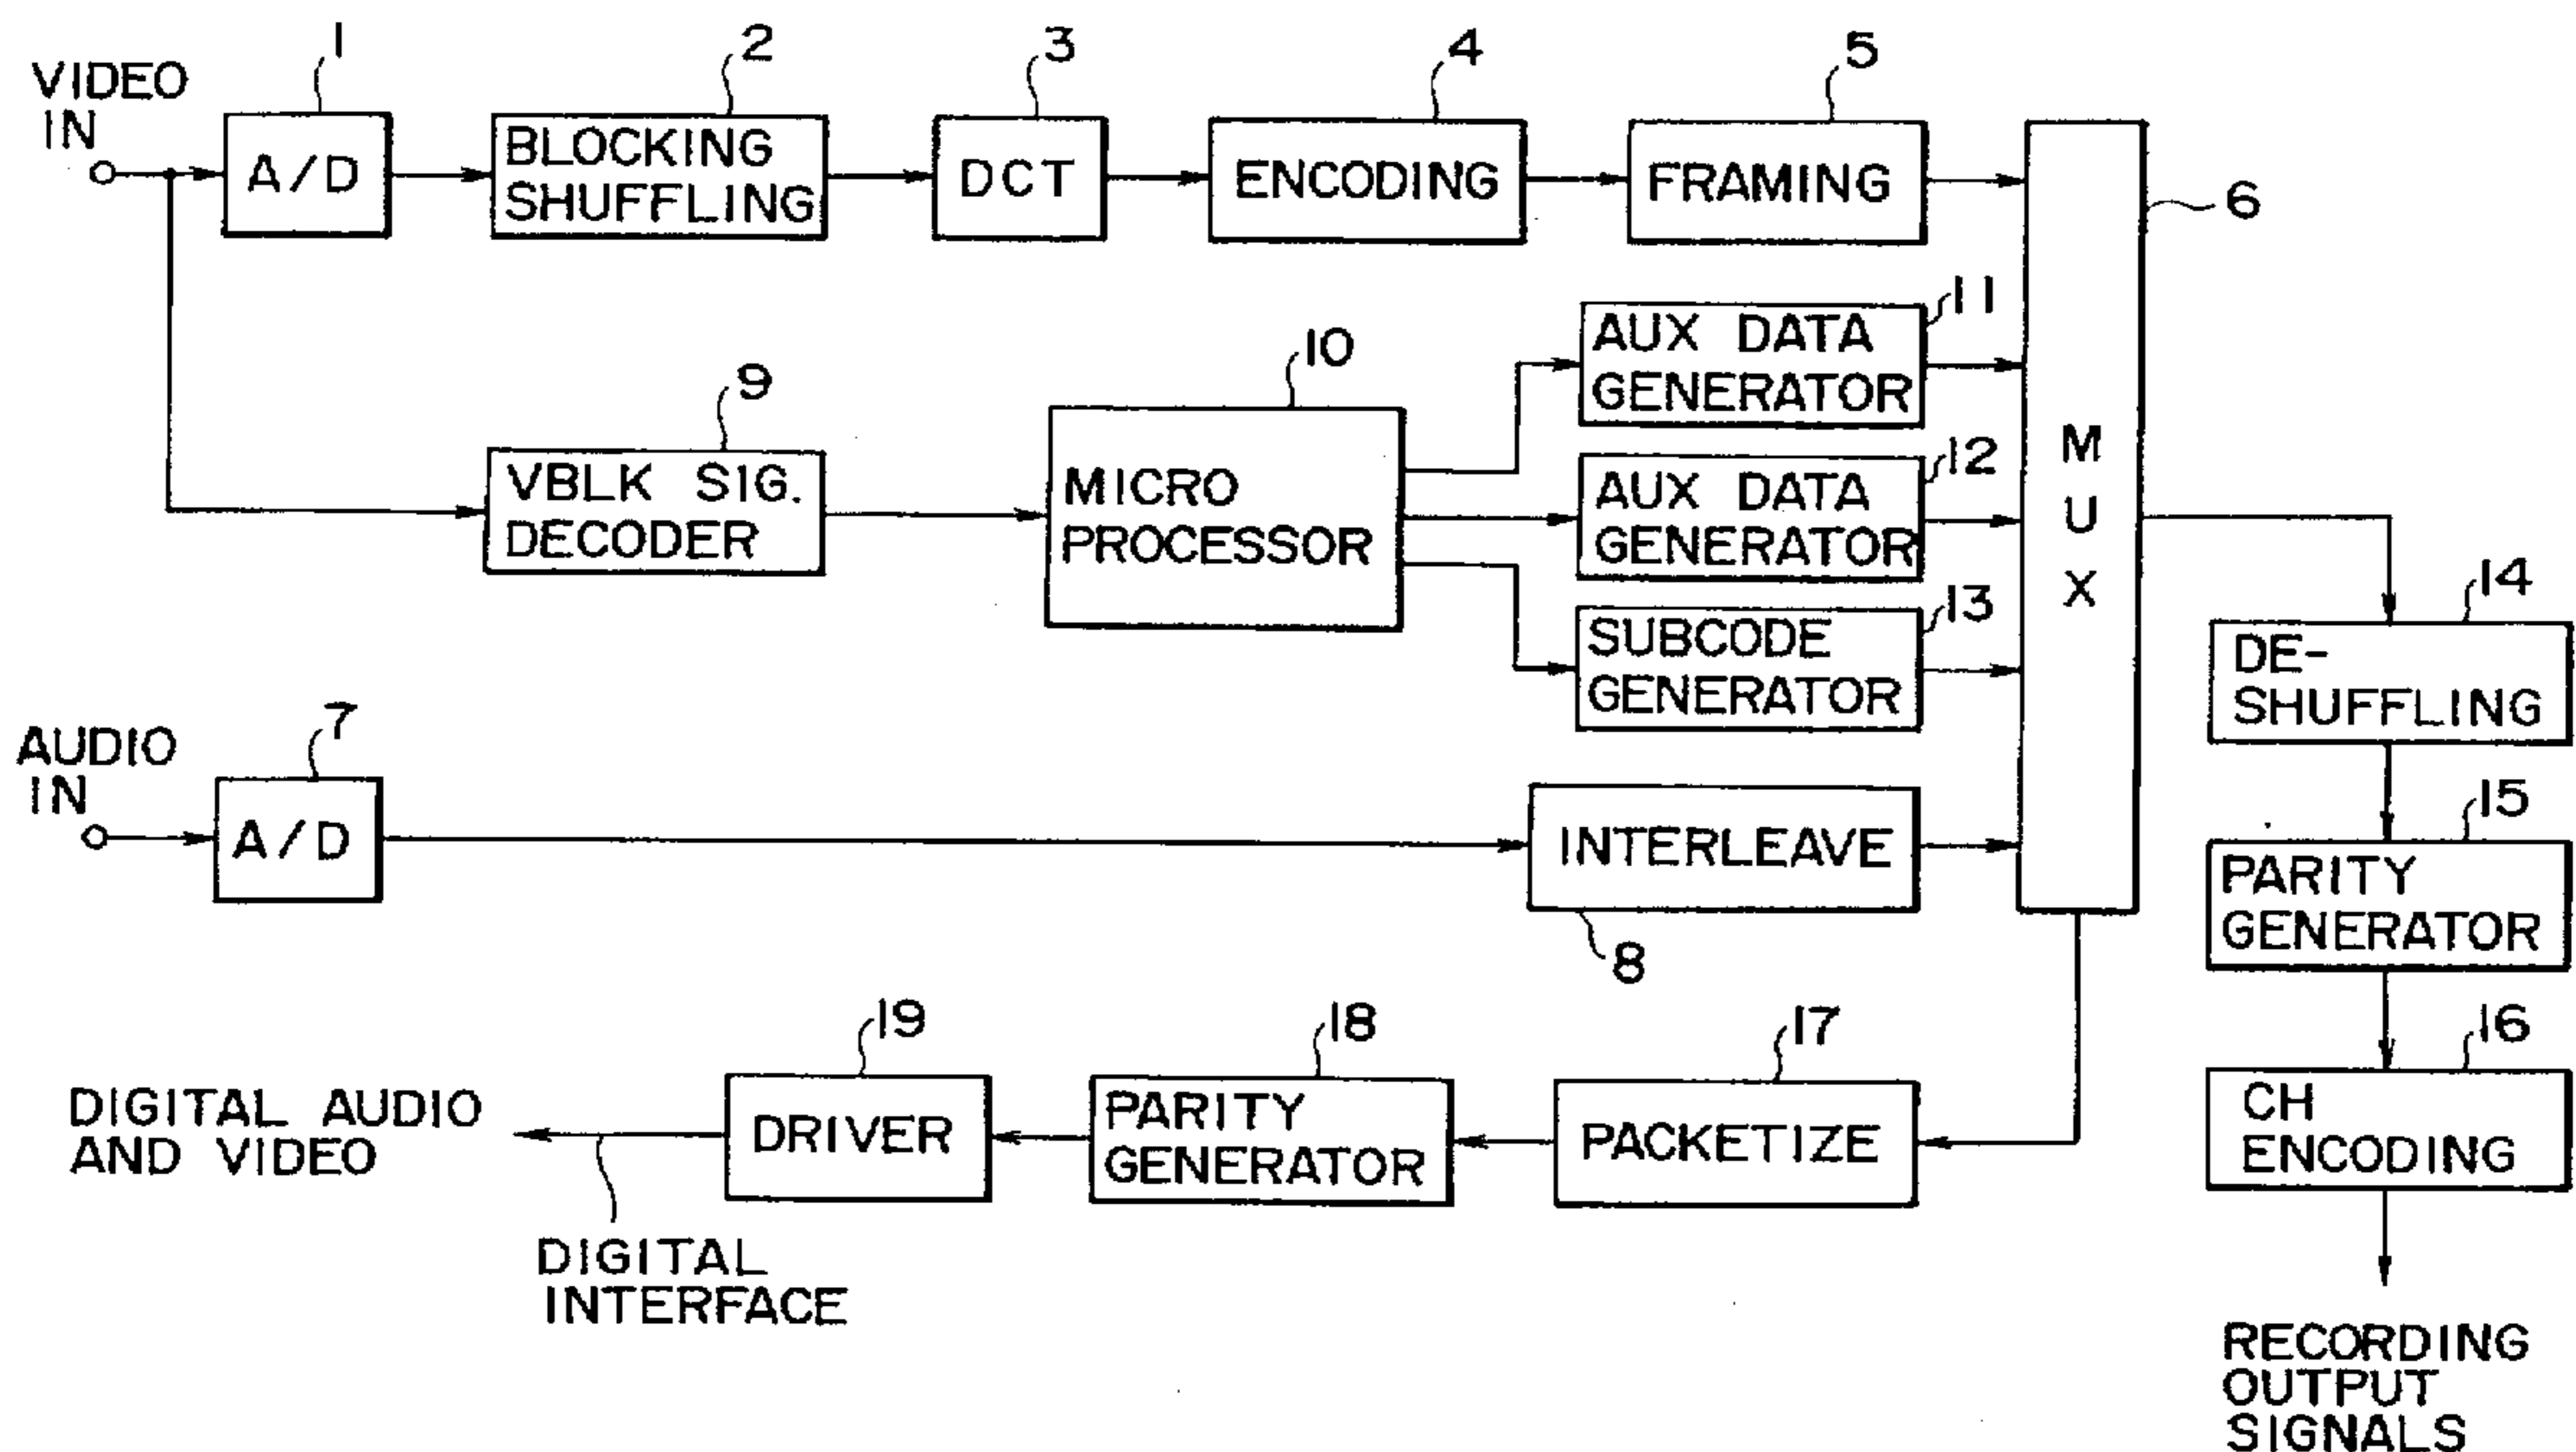 1
2
3
4
5
VIDEO
IN
A/D
BLOCKING
SHUFFLING
DCT
ENCODING
FRAMING
6
11
AUX DATA
GENERATOR
10
9
VBLK SIG.
DECODER
MICRO
PROCESSOR
12
AUX DATA
GENERATOR
MUX
13
SUBCODE
GENERATOR
14
DE-
SHUFFLING
7
AUDIO
IN
A/D
INTERLEAVE
8
15
PARITY
GENERATOR
19
18
17
16
DIGITAL AUDIO
AND VIDEO
DRIVER
PARITY
GENERATOR
PACKETIZE
CH
ENCODING
DIGITAL
INTERFACE
RECORDING
OUTPUT
SIGNALS